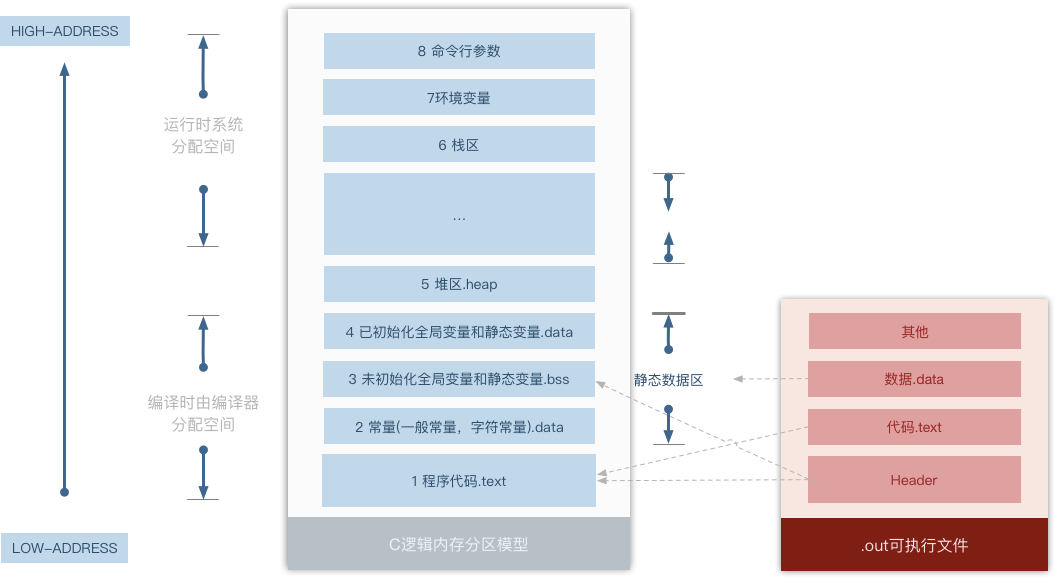 HIGH-ADDRESS
运行时系统
分配空间
编译时由编译器
分配空间
LOW-ADDRESS
8 命令行参数
7环境变量
6 栈区
...
5 堆区.heap
4 已初始化全局变量和静态变量.data
3 未初始化全局变量和静态变量.bss
2 常量(一般常量，字符常量).data
1 程序代码.text
C逻辑内存分区模型
静态数据区
其他
数据.data
代码.text
Header
.out可执行文件